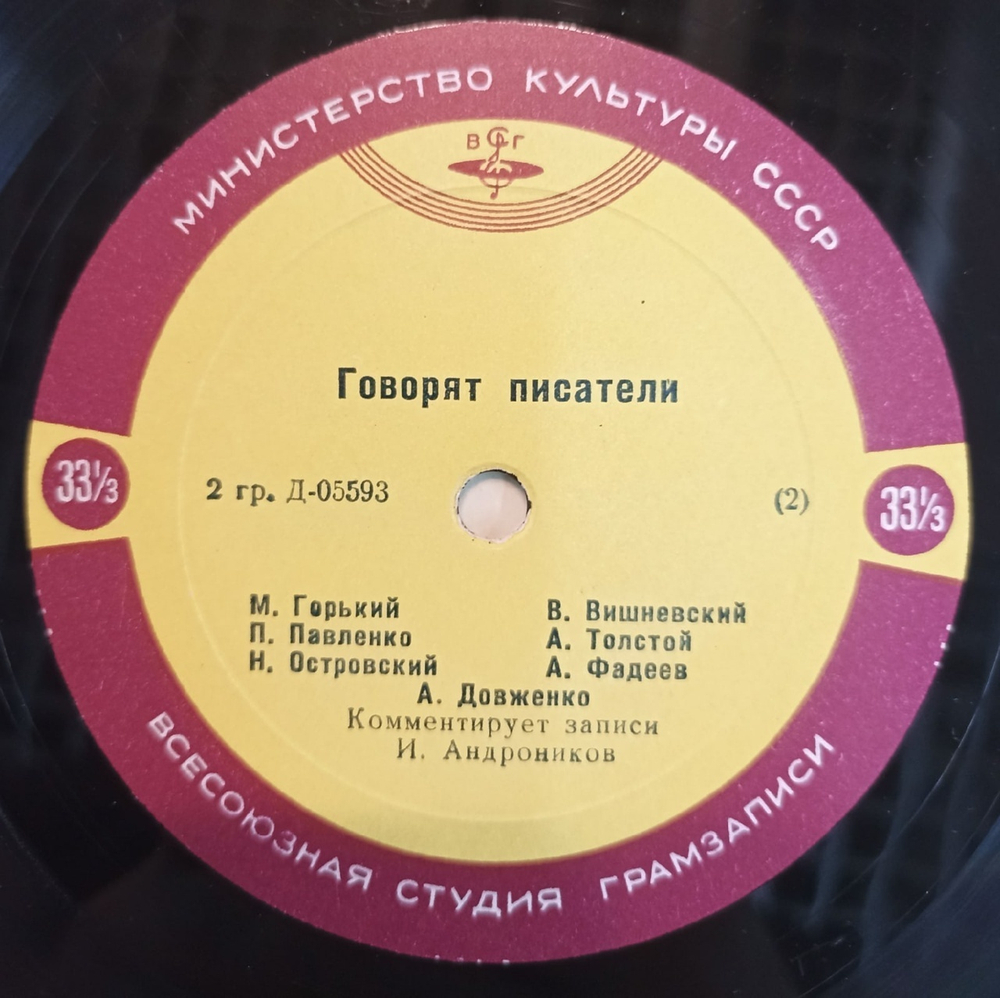 МИНИСТЕРСТВО КУЛЬТУРЫ СССР
ВСГ
Говорят писатели
33⅓
2 гр. Д-05593
(2)
33⅓
М. Горький
В. Вишневский
П. Павленко
А. Толстой
Н. Островский
А. Фадеев
А. Довженко
Комментирует записи
И. Андроников
ВСЕСОЮЗНАЯ СТУДИЯ ГРАМЗАПИСИ